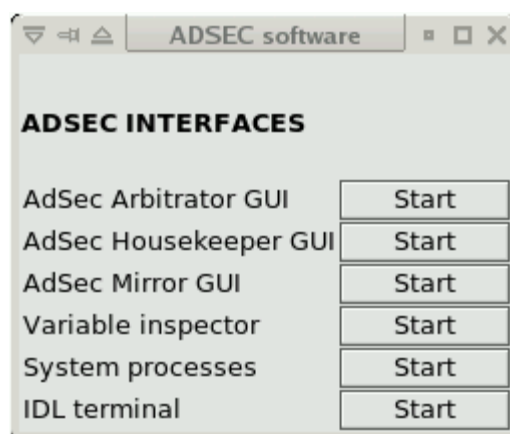 ADSEC software
ADSEC INTERFACES
AdSec Arbitrator GUI Start
AdSec Housekeeper GUI Start
AdSec Mirror GUI Start
Variable inspector Start
System processes Start
IDL terminal Start